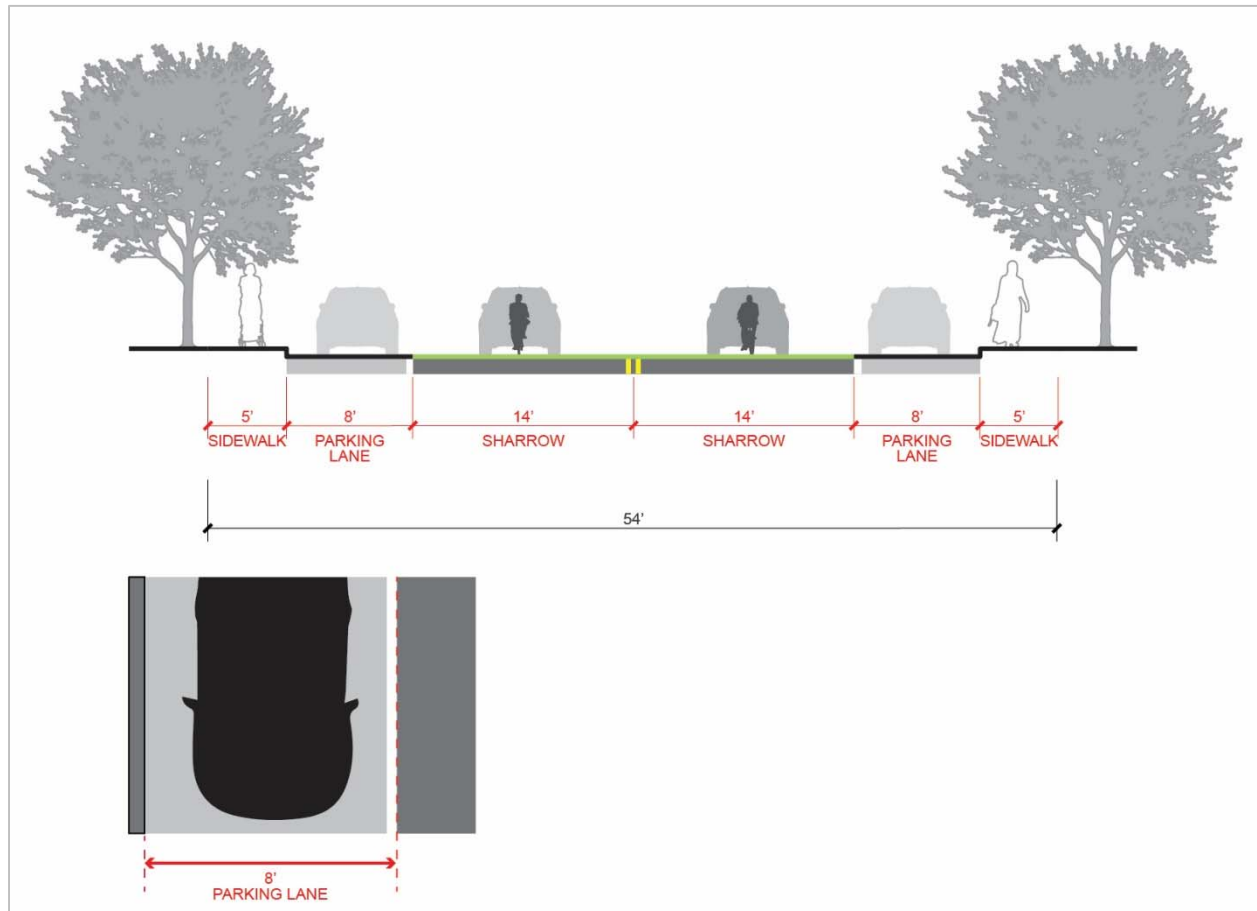 5’ 8’ 14’ 14’ 8’ 5’
SIDEWALK PARKING LANE SHARROW SHARROW PARKING LANE SIDEWALK
54’
8’
PARKING LANE